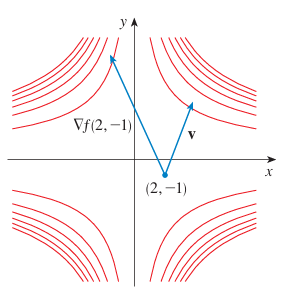 y
∇f(2, −1)
v
x
(2, −1)